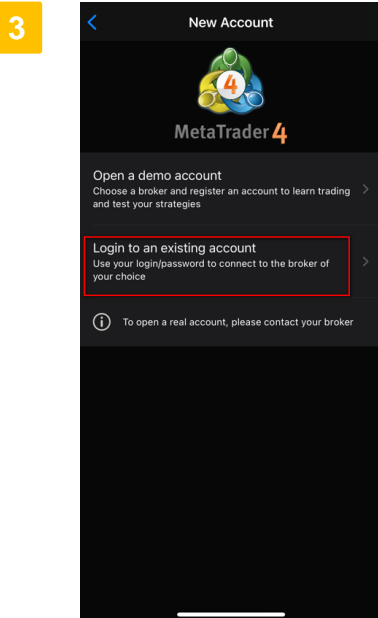 3
New Account
4
MetaTrader 4
Open a demo account
Choose a broker and register an account to learn trading
and test your strategies
Login to an existing account
Use your login/password to connect to the broker of
your choice
To open a real account, please contact your broker